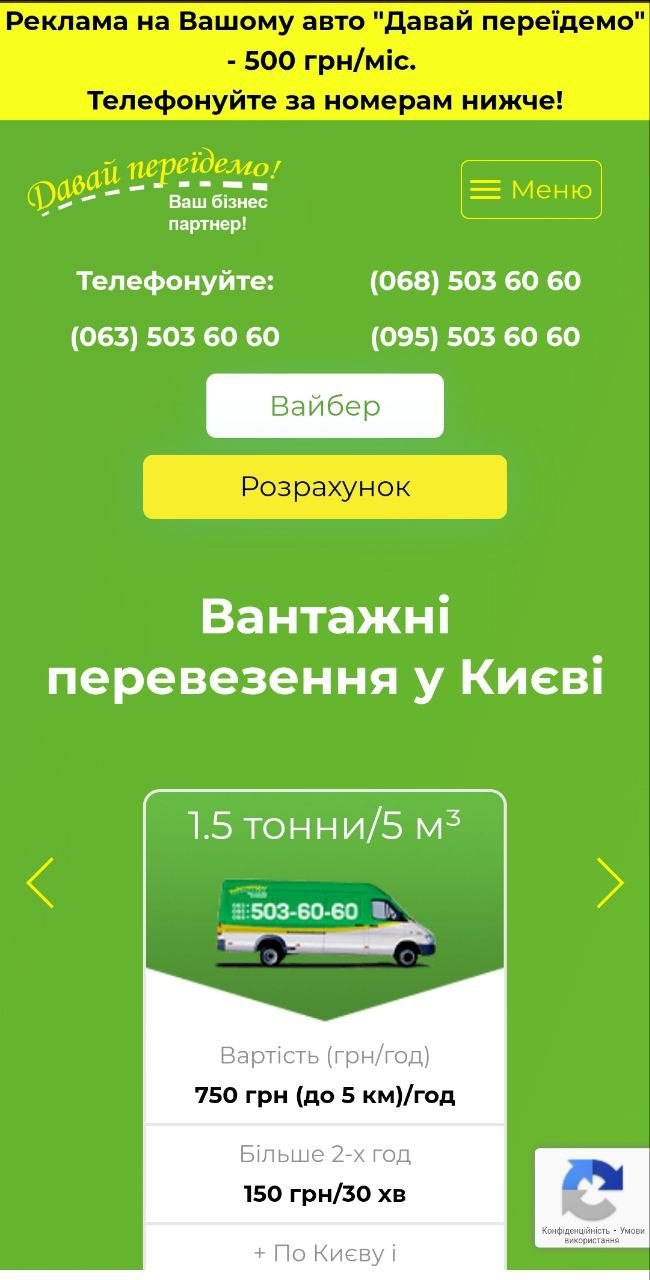 Реклама на Вашому авто "Давай переїдемо"
- 500 грн/міс.
Телефонуйте за номерам нижче!
Давай переїдемо!
Ваш бізнес
партнер!
Меню
Телефонуйте: (068) 503 60 60
(063) 503 60 60 (095) 503 60 60
Вайбер
Розрахунок
Вантажні
перевезення у Києві
1.5 тонни/5 м³
503-60-60
Вартість (грн/год)
750 грн (до 5 км)/год
Більше 2-х год
150 грн/30 хв
+ По Києву і
Конфіденційність - Умови
використання